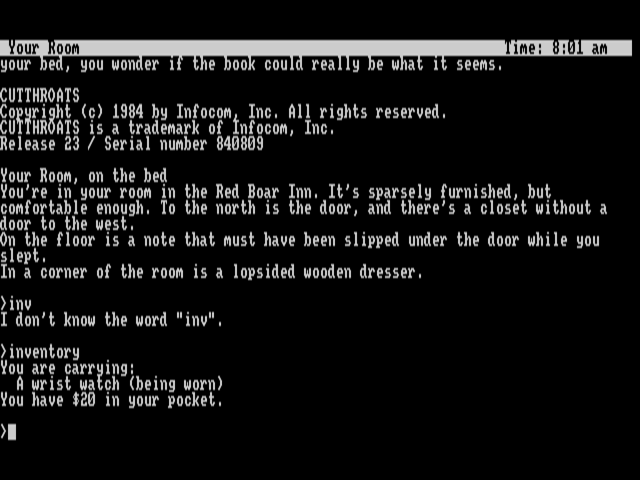 Your Room Time: 8:01 am
your bed, you wonder if the book could really be what it seems.
CUTTHROATS
Copyright (c) 1984 by Infocom, Inc. All rights reserved.
CUTTHROATS is a trademark of Infocom, Inc.
Release 23 / Serial number 840809
Your Room, on the bed
You're in your room in the Red Boar Inn. It's sparsely furnished, but
comfortable enough. To the north is the door, and there's a closet without a
door to the west.
On the floor is a note that must have been slipped under the door while you
slept.
In a corner of the room is a lopsided wooden dresser.
>inv
I don't know the word "inv".
>inventory
You are carrying:
A wrist watch (being worn)
You have $20 in your pocket.
>